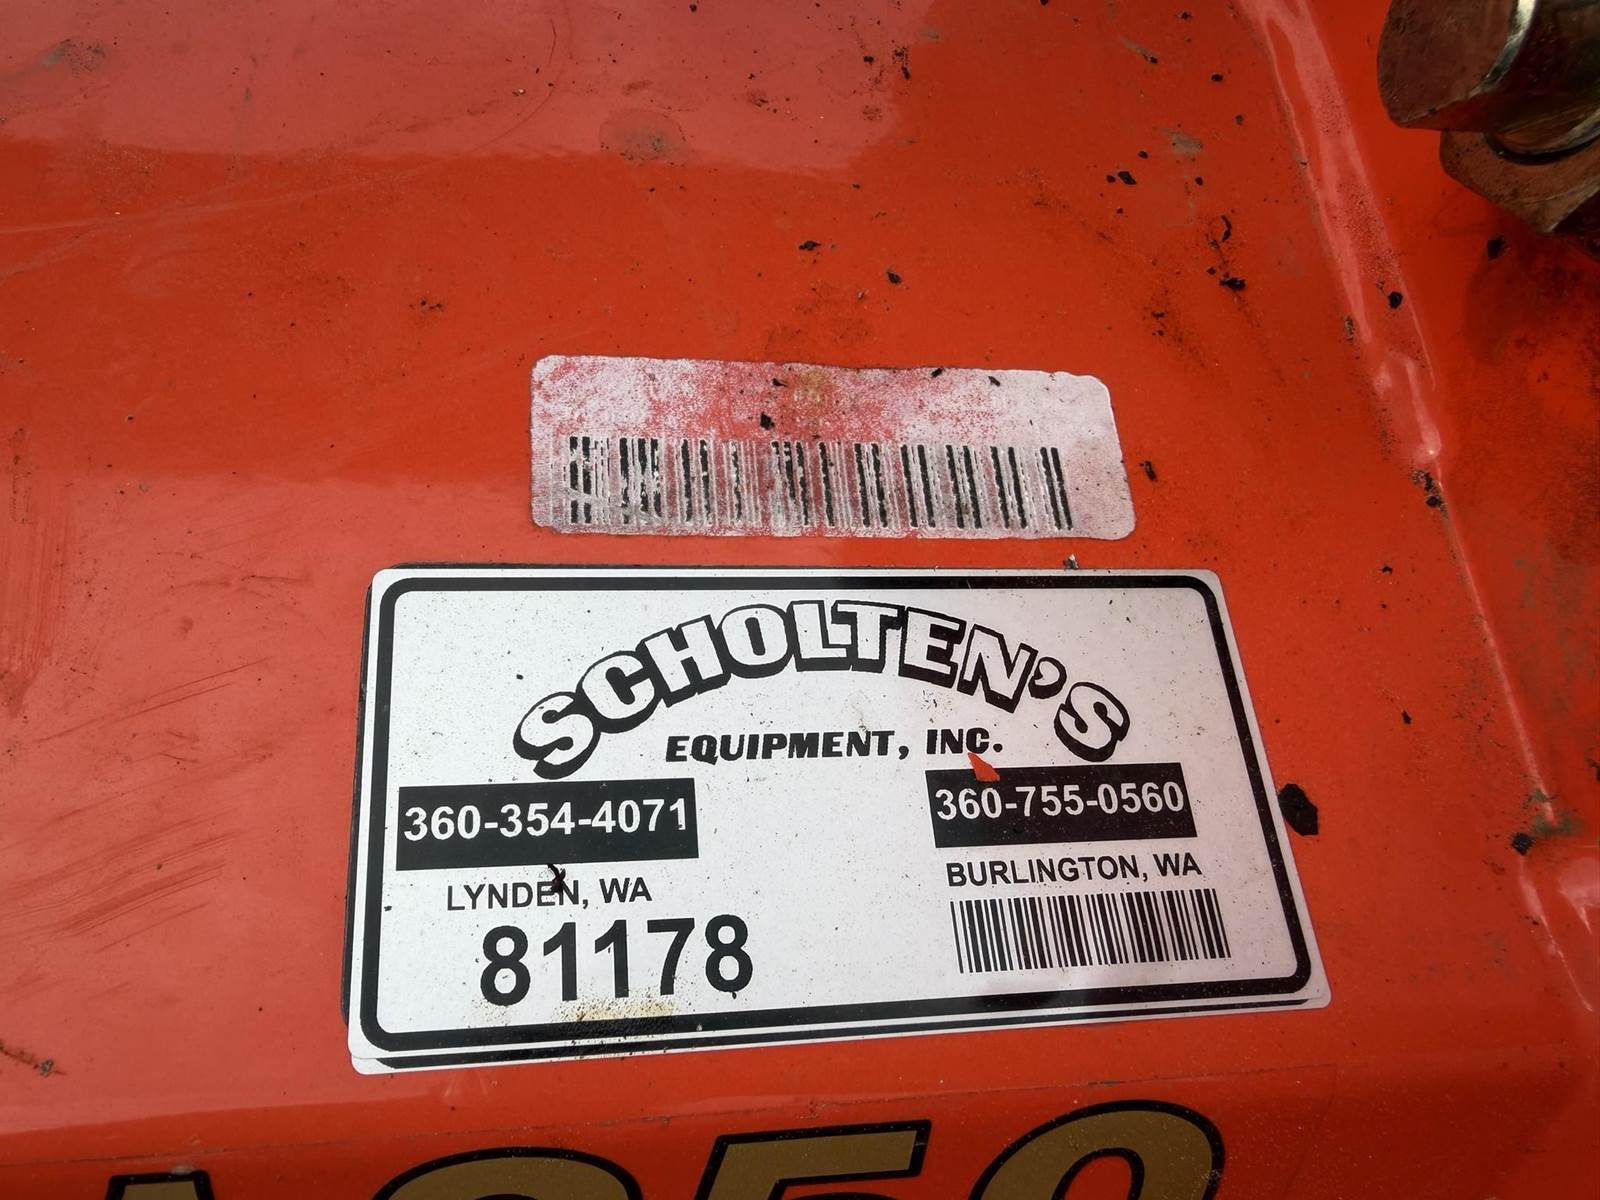 SCHOLTEN'S
EQUIPMENT, INC.
360-354-4071
360-755-0560
LYNDEN, WA
BURLINGTON, WA
81178